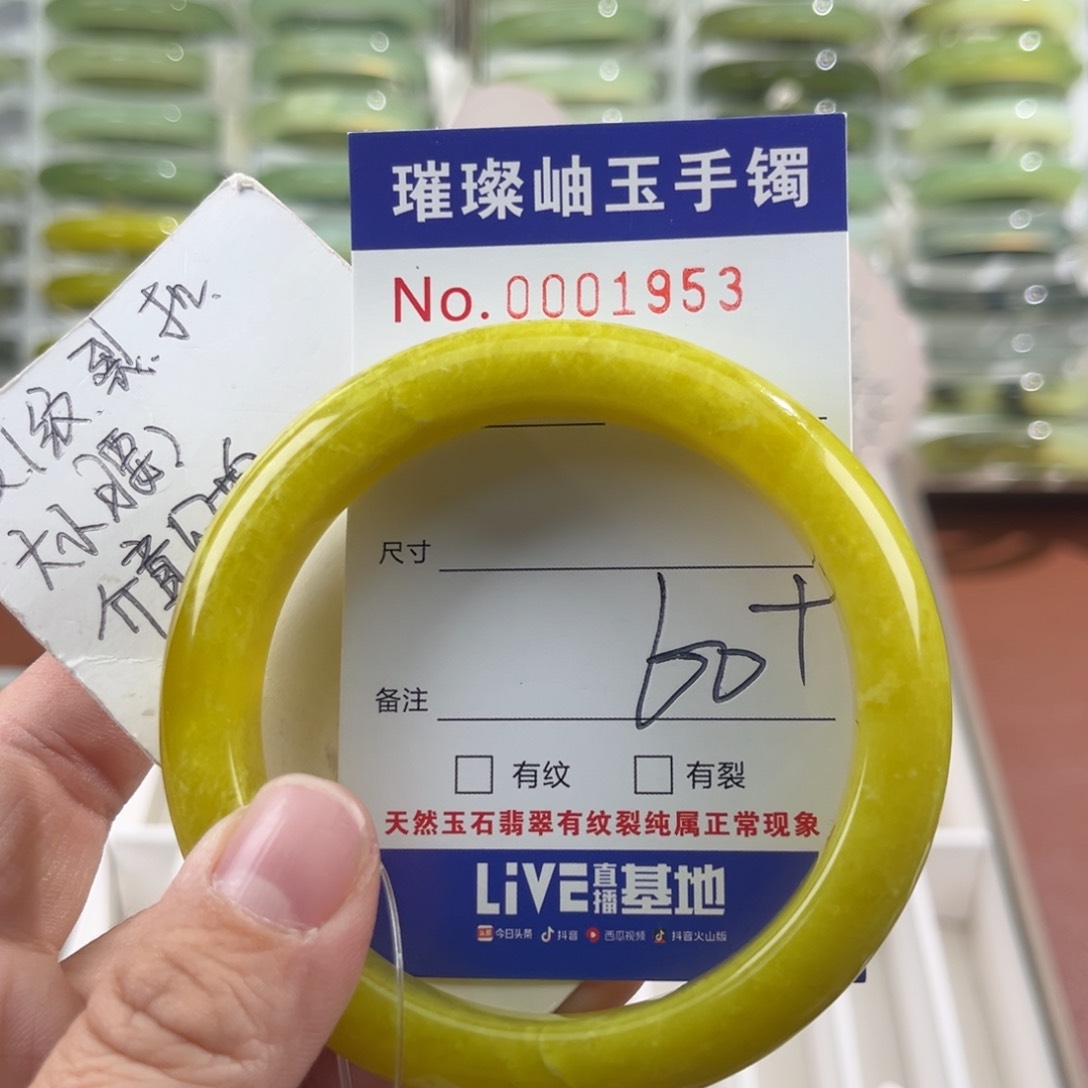 璀璨岫玉手镯
No.0001953
纹裂
尺寸
60+
备注
有纹 有裂
天然玉石翡翠有纹裂纯属正常现象
LiVE直播基地
今日头条 抖音 西瓜视频 抖音火山版